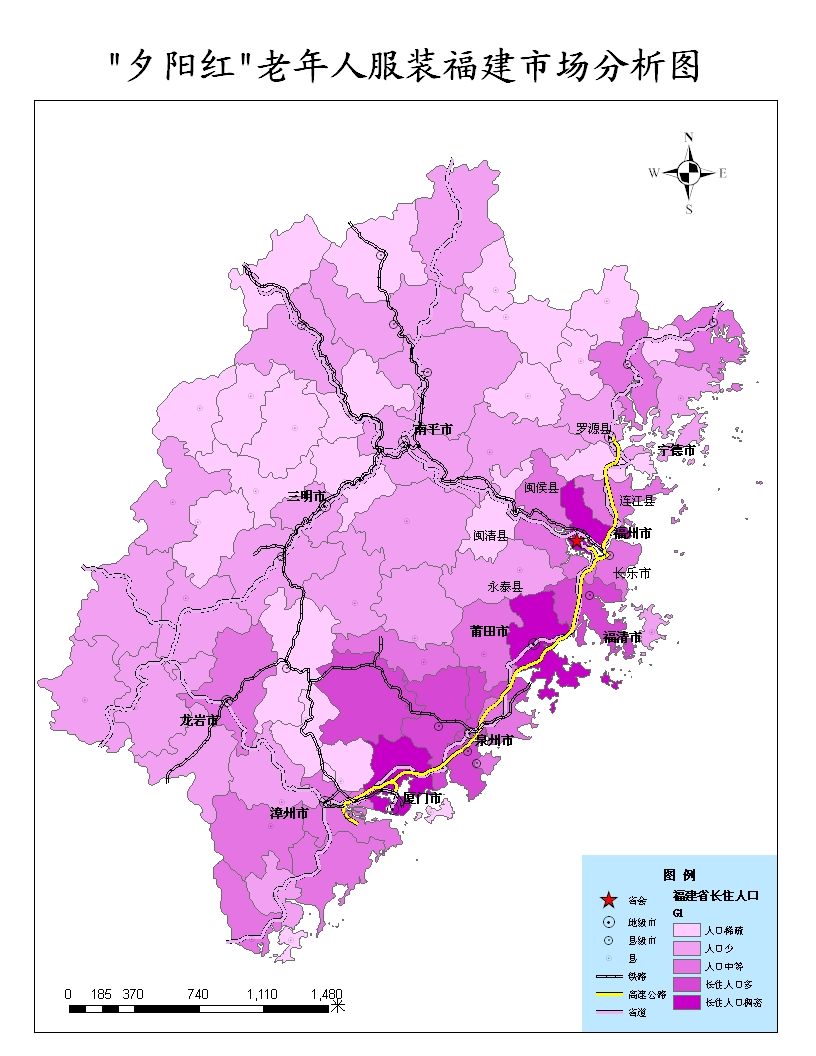 "夕阳红"老年人服装福建市场分析图
N
W
E
S
南平市
罗源县
宁德市
三明市
闽侯县
连江县
闽清县
福州市
长乐市
永泰县
莆田市
福清市
龙岩市
泉州市
漳州市
厦门市
图 例
省会
地级市
县级市
县
铁路
高速公路
省道
福建省长住人口
G1
人口稀疏
人口少
人口中等
长住人口多
长住人口稠密
0 185 370 740 1,110 1,480
米